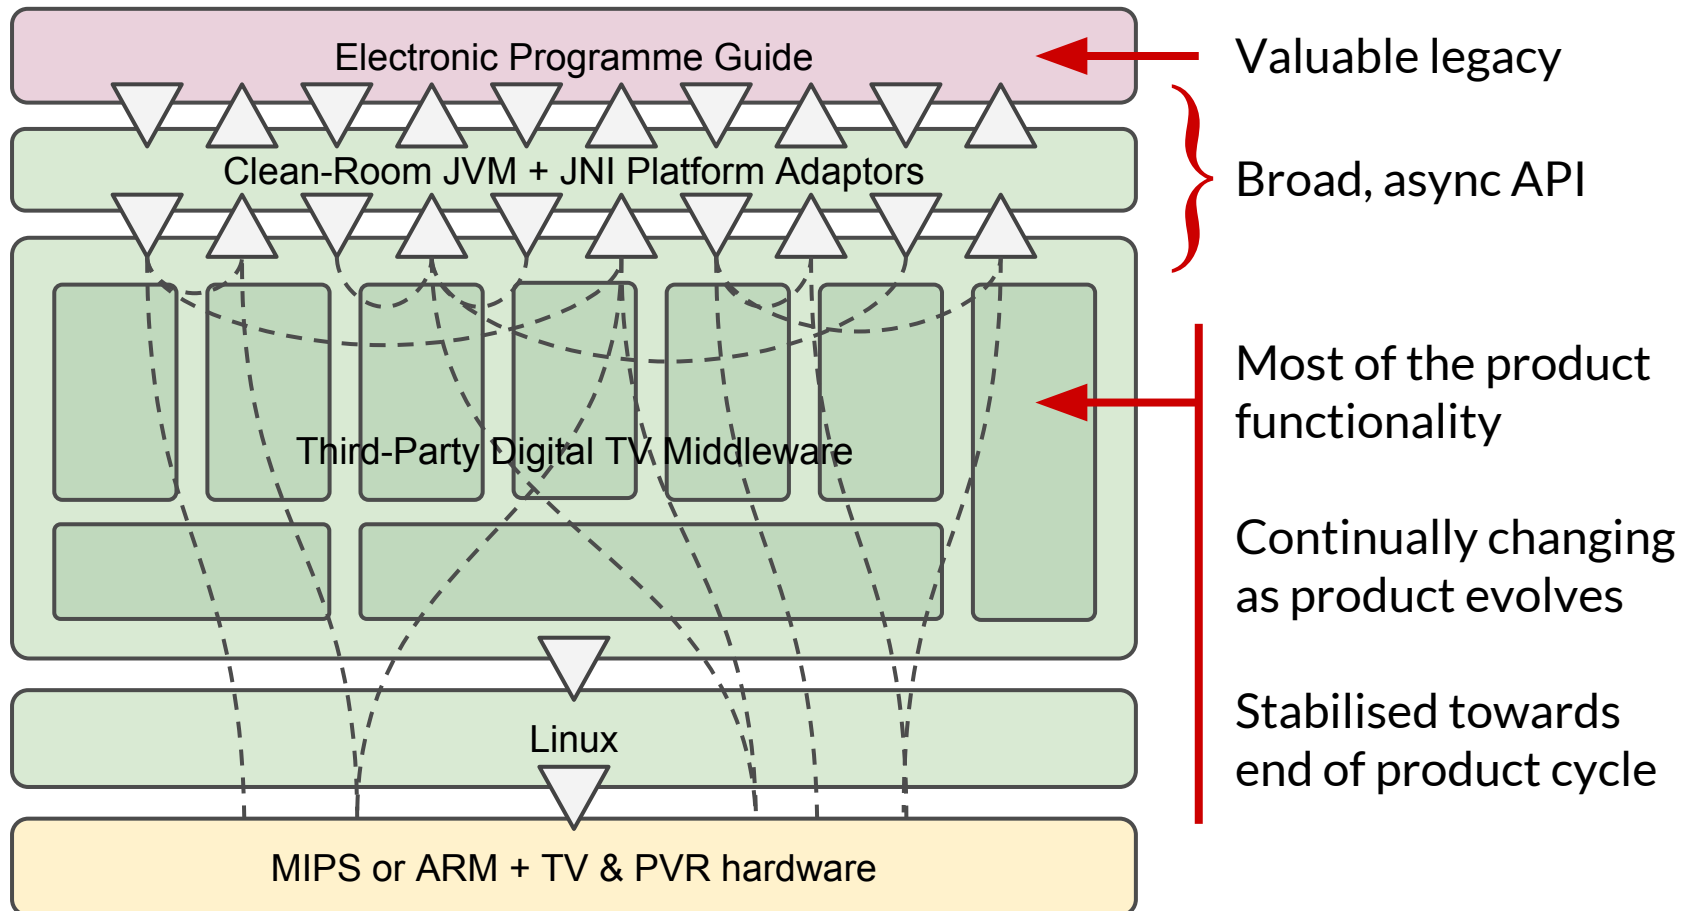 Electronic Programme Guide
Valuable legacy
Clean-Room JVM + JNI Platform Adaptors
Broad, async API
Most of the product
functionality
Third-Party Digital TV Middleware
Continually changing
as product evolves
Stabilised towards
end of product cycle
Linux
MIPS or ARM + TV & PVR hardware